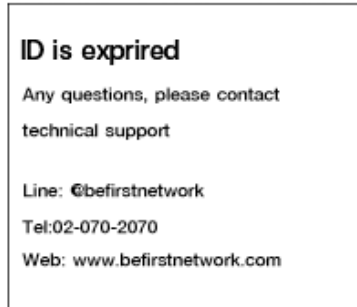 ID is exprired
Any questions, please contact
technical support
Line: @befirstnetwork
Tel:02-070-2070
Web: www.befirstnetwork.com